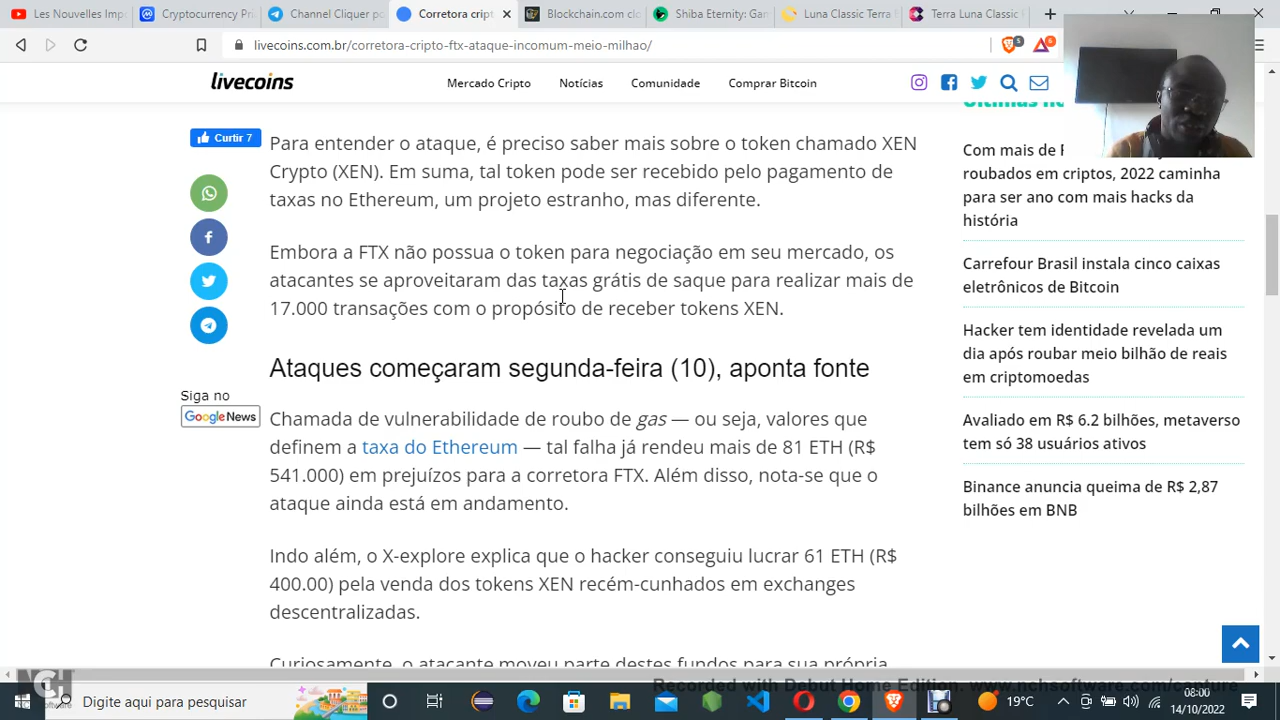 Les Nouvelles Imp
Cryptocurrency Pr
Channel Cliquer po
Corretora crip
Blockchain.com clo
Shiba Eternity: Gam
Luna Classic Terra
Terra Luna Classic
livecoins.com.br/corretora-cripto-ftx-ataque-incomum-meio-milhao/
5
6
livecoins
Mercado Cripto
Notícias
Comunidade
Comprar Bitcoin
Curtir 7
Para entender o ataque, é preciso saber mais sobre o token chamado XEN
Crypto (XEN). Em suma, tal token pode ser recebido pelo pagamento de
taxas no Ethereum, um projeto estranho, mas diferente.
Embora a FTX não possua o token para negociação em seu mercado, os
atacantes se aproveitaram das taxas grátis de saque para realizar mais de
17.000 transações com o propósito de receber tokens XEN.
Ataques começaram segunda-feira (10), aponta fonte
Siga no
Google News
Chamada de vulnerabilidade de roubo de gas — ou seja, valores que
definem a taxa do Ethereum — tal falha já rendeu mais de 81 ETH (R$
541.000) em prejuízos para a corretora FTX. Além disso, nota-se que o
ataque ainda está em andamento.
Indo além, o X-explore explica que o hacker conseguiu lucrar 61 ETH (R$
400.00) pela venda dos tokens XEN recém-cunhados em exchanges
descentralizadas.
Curiosamente, o atacante moveu parte destes fundos para sua própria
Com mais de
roubados em criptos, 2022 caminha
para ser ano com mais hacks da
história
Carrefour Brasil instala cinco caixas
eletrônicos de Bitcoin
Hacker tem identidade revelada um
dia após roubar meio bilhão de reais
em criptomoedas
Avaliado em R$ 6.2 bilhões, metaverso
tem só 38 usuários ativos
Binance anuncia queima de R$ 2,87
bilhões em BNB
NCH
Recorded with Debut Home Edition. www.nchsoftware.com/capture
Digite aqui para pesquisar
19°C
08:00
14/10/2022